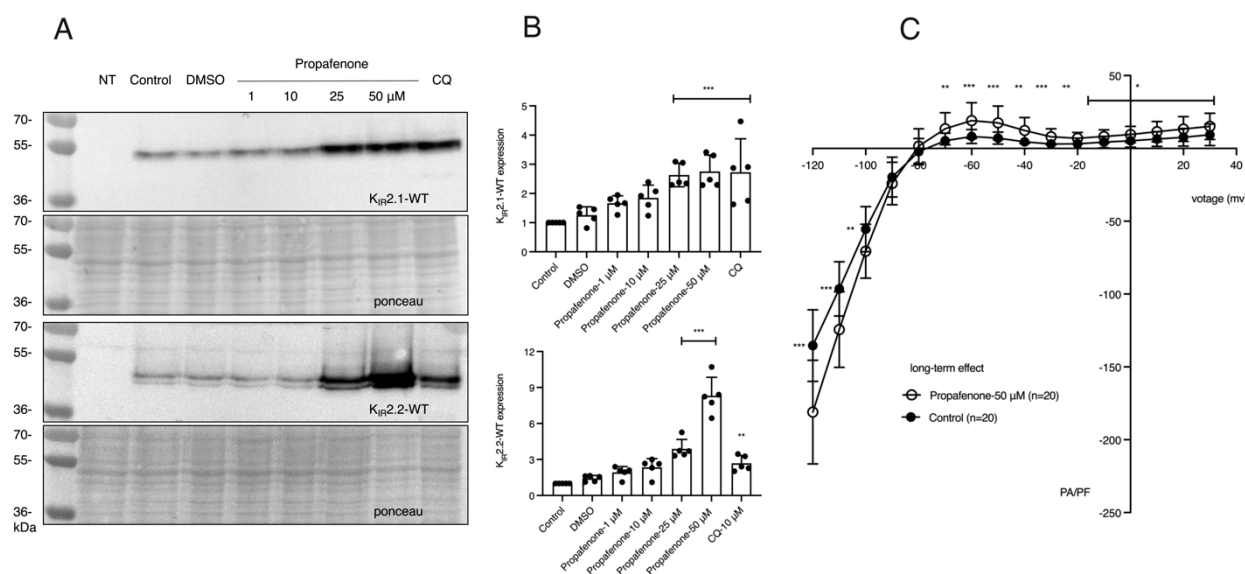 A
Propafenone
NT Control DMSO 1 10 25 50 μM CQ
70-
55-
36-
KIR2.1-WT
70-
55-
36-
ponceau
70-
55-
36-
KIR2.2-WT
70-
55-
36-
kDa
ponceau
B
***
5
4
3
2
1
0
KIR2.1-WT expression
Control
DMSO
Propafenone-1 μM
Propafenone-10 μM
Propafenone-25 μM
Propafenone-50 μM
CQ
***
**
12
9
6
3
0
KIR2.2-WT expression
Control
DMSO
Propafenone-1 μM
Propafenone-10 μM
Propafenone-25 μM
Propafenone-50 μM
CQ-10 μM
C
50
** *** *** ** *** ** *
-120 -100 -80 -60 -40 -20 20 40
votage (mv)
-50
**
***
-100
***
-150
-200
-250
long-term effect
Propafenone-50 μM (n=20)
Control (n=20)
PA/PF